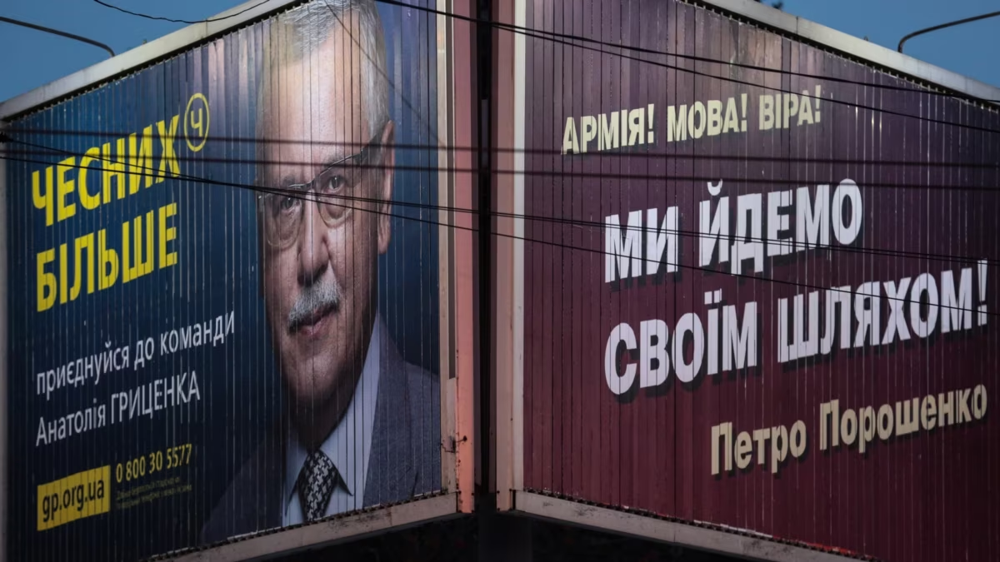 ЧЕСНИХ Ч
БІЛЬШЕ
приєднуйся до команди
Анатолія ГРИЦЕНКА
gp.org.ua
0 800 30 5577
АРМІЯ! МОВА! ВІРА!
МИ ЙДЕМО
СВОЇМ ШЛЯХОМ!
Петро Порошенко